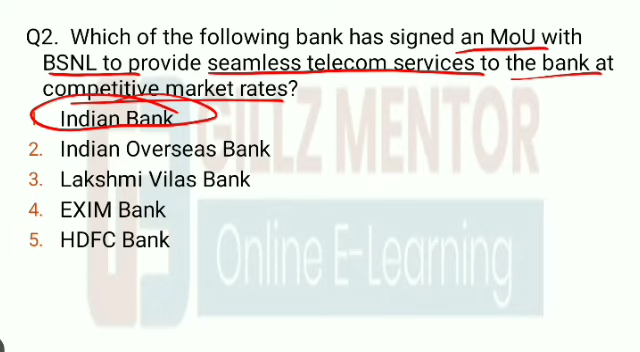 Q2. Which of the following bank has signed an MoU with
BSNL to provide seamless telecom services to the bank at
competitive market rates?
Indian Bank
2. Indian Overseas Bank
3. Lakshmi Vilas Bank
4. EXIM Bank
5. HDFC Bank
GILLZ MENTOR
Online E-Learning